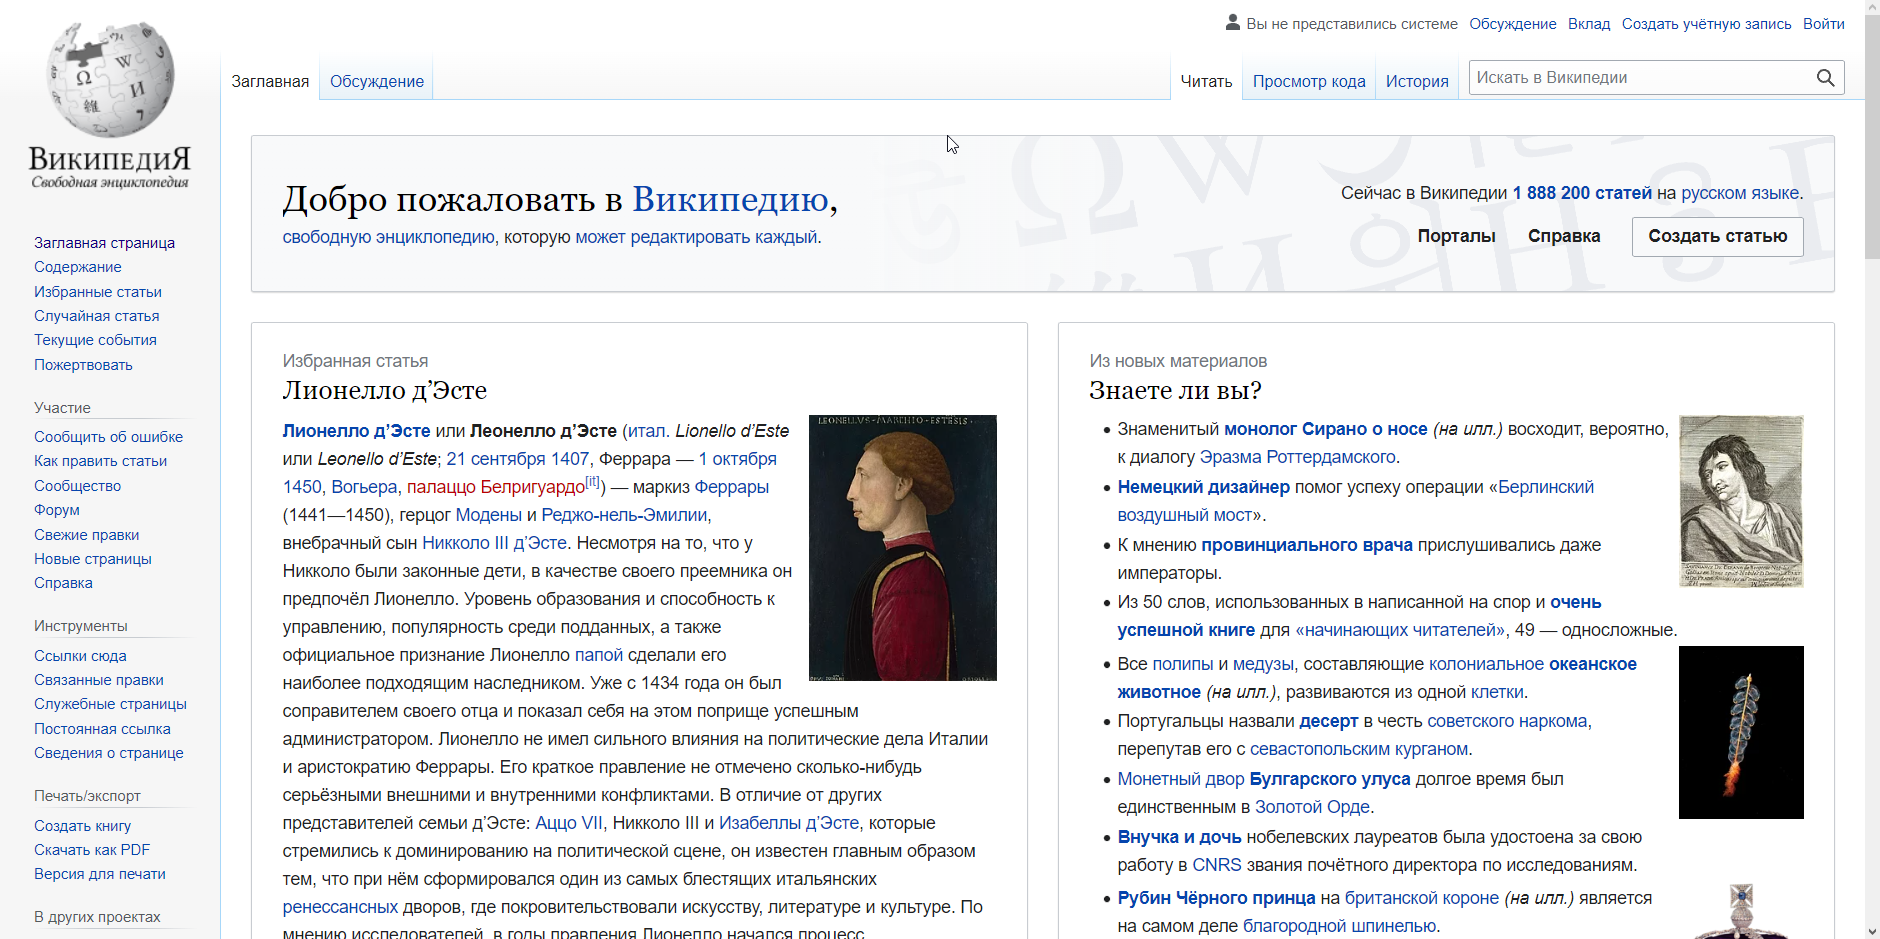 ВикипедиЯ
Свободная энциклопедия
Вы не представились системе Обсуждение Вклад Создать учётную запись Войти
Заглавная Обсуждение
Читать Просмотр кода История Искать в Википедии
Заглавная страница
Содержание
Избранные статьи
Случайная статья
Текущие события
Пожертвовать
Участие
Сообщить об ошибке
Как править статьи
Сообщество
Форум
Свежие правки
Новые страницы
Справка
Инструменты
Ссылки сюда
Связанные правки
Служебные страницы
Постоянная ссылка
Сведения о странице
Печать/экспорт
Создать книгу
Скачать как PDF
Версия для печати
В других проектах
Добро пожаловать в Википедию,
свободную энциклопедию, которую может редактировать каждый.
Сейчас в Википедии 1 888 200 статей на русском языке.
Порталы Справка Создать статью
Избранная статья
Лионелло д’Эсте
Лионелло д’Эсте или Леонелло д’Эсте (итал. Lionello d’Este
или Leonello d’Este; 21 сентября 1407, Феррара — 1 октября
1450, Вогьера, палаццо Белригуардо[it]) — маркиз Феррары
(1441—1450), герцог Модены и Реджо-нель-Эмилии,
внебрачный сын Никколо III д’Эсте. Несмотря на то, что у
Никколо были законные дети, в качестве своего преемника он
предпочёл Лионелло. Уровень образования и способность к
управлению, популярность среди подданных, а также
официальное признание Лионелло папой сделали его
наиболее подходящим наследником. Уже с 1434 года он был
соправителем своего отца и показал себя на этом поприще успешным
администратором. Лионелло не имел сильного влияния на политические дела Италии
и аристократию Феррары. Его краткое правление не отмечено сколько-нибудь
серьёзными внешними и внутренними конфликтами. В отличие от других
представителей семьи д’Эсте: Аццо VII, Никколо III и Изабеллы д’Эсте, которые
стремились к доминированию на политической сцене, он известен главным образом
тем, что при нём сформировался один из самых блестящих итальянских
ренессансных дворов, где покровительствовали искусству, литературе и культуре. По
мнению исследователей, в годы правления Лионелло начался процесс
LEONELLVS · MARCHIO · ESTESIS ·
Из новых материалов
Знаете ли вы?
Знаменитый монолог Сирано о носе (на илл.) восходит, вероятно,
к диалогу Эразма Роттердамского.
Немецкий дизайнер помог успеху операции «Берлинский
воздушный мост».
К мнению провинциального врача прислушивались даже
императоры.
Из 50 слов, использованных в написанной на спор и очень
успешной книге для «начинающих читателей», 49 — односложные.
Все полипы и медузы, составляющие колониальное океанское
животное (на илл.), развиваются из одной клетки.
Португальцы назвали десерт в честь советского наркома,
перепутав его с севастопольским курганом.
Монетный двор Булгарского улуса долгое время был
единственным в Золотой Орде.
Внучка и дочь нобелевских лауреатов была удостоена за свою
работу в CNRS звания почётного директора по исследованиям.
Рубин Чёрного принца на британской короне (на илл.) является
на самом деле благородной шпинелью.